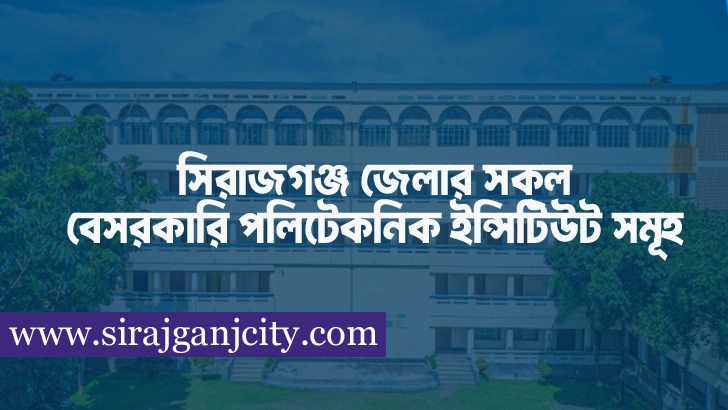 সিরাজগঞ্জ জেলার সকল
বেসরকারি পলিটেকনিক ইন্সিটিউট সমূহ
www.sirajganjcity.com